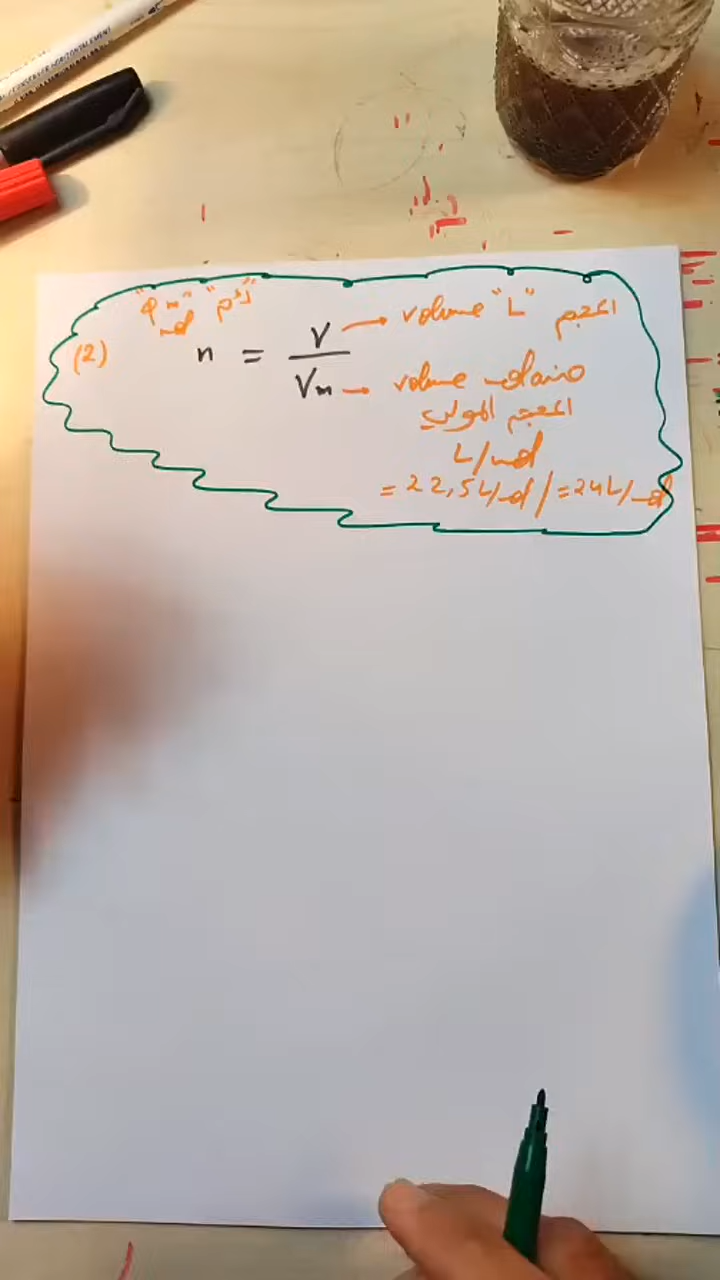 (2)
n = V / Vm
→ volume "L" الحجم
→ volume molaire
الحجم المولي
L/mol
= 22,5 L/mol / = 24 L/mol